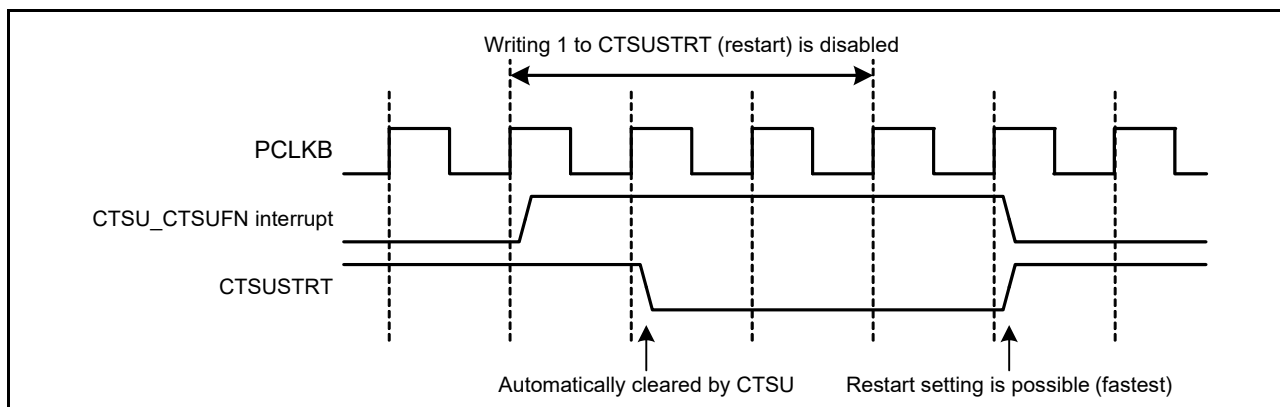 Writing 1 to CTSUSTRT (restart) is disabled
PCLKB
CTSU_CTSUFN interrupt
CTSUSTRT
Automatically cleared by CTSU
Restart setting is possible (fastest)